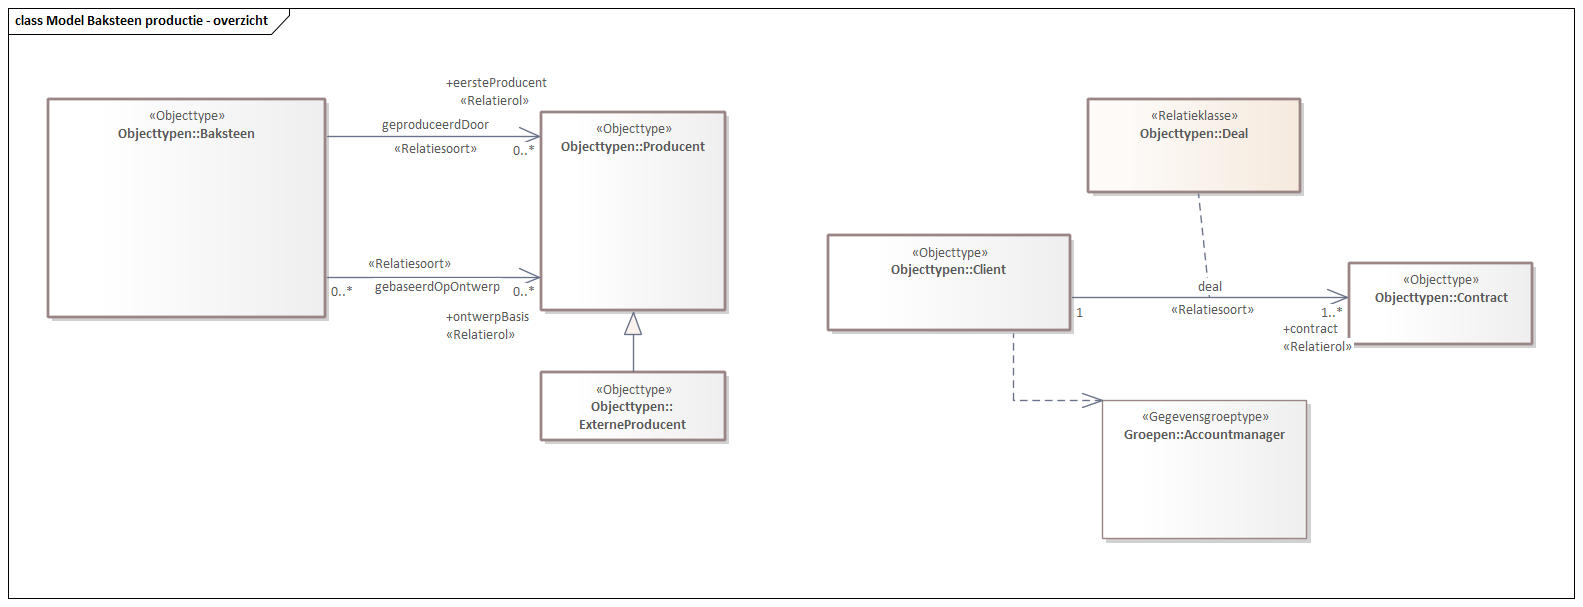 class Model Baksteen productie - overzicht
«Objecttype»
Objecttypen::Baksteen
+eersteProducent
«Relatierol»
geproduceerdDoor
«Relatiesoort»
0..*
«Objecttype»
Objecttypen::Producent
«Relatiesoort»
0..*
gebaseerdOpOntwerp
0..*
+ontwerpBasis
«Relatierol»
«Objecttype»
Objecttypen::
ExterneProducent
«Relatieklasse»
Objecttypen::Deal
«Objecttype»
Objecttypen::Client
deal
1
«Relatiesoort»
1..*
+contract
«Relatierol»
«Objecttype»
Objecttypen::Contract
«Gegevensgroeptype»
Groepen::Accountmanager